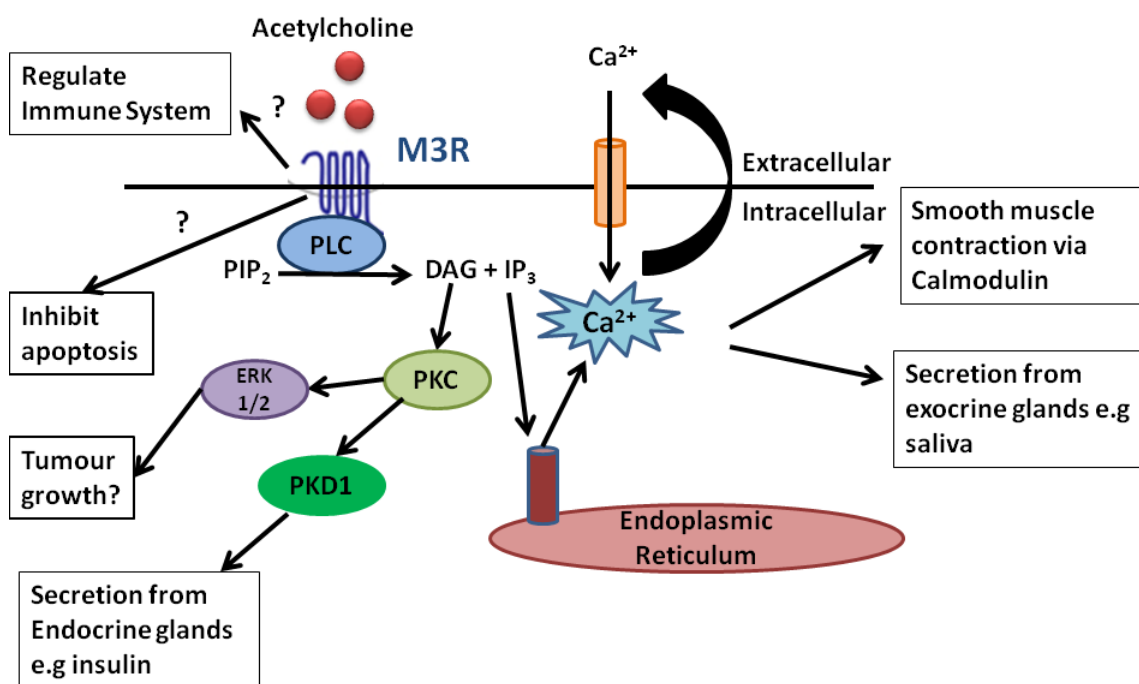 Acetylcholine
Regulate
Immune System
?
M3R
Ca²⁺
Extracellular
Intracellular
?
PLC
PIP₂
DAG + IP₃
Ca²⁺
Smooth muscle
contraction via
Calmodulin
Inhibit
apoptosis
ERK
1/2
PKC
Secretion from
exocrine glands e.g
saliva
Tumour
growth?
PKD1
Endoplasmic
Reticulum
Secretion from
Endocrine glands
e.g insulin